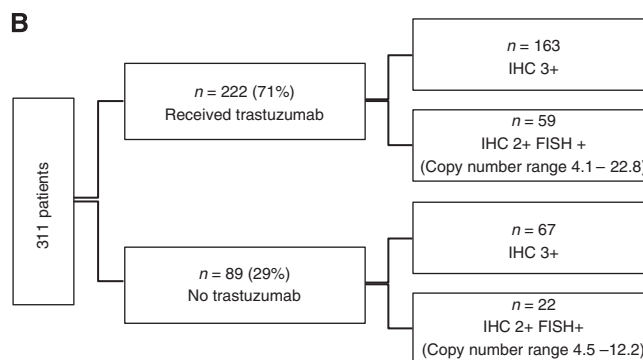 B
311 patients
n = 222 (71%)
Received trastuzumab
n = 163
IHC 3+
n = 59
IHC 2+ FISH +
(Copy number range 4.1 – 22.8)
n = 89 (29%)
No trastuzumab
n = 67
IHC 3+
n = 22
IHC 2+ FISH+
(Copy number range 4.5 –12.2)